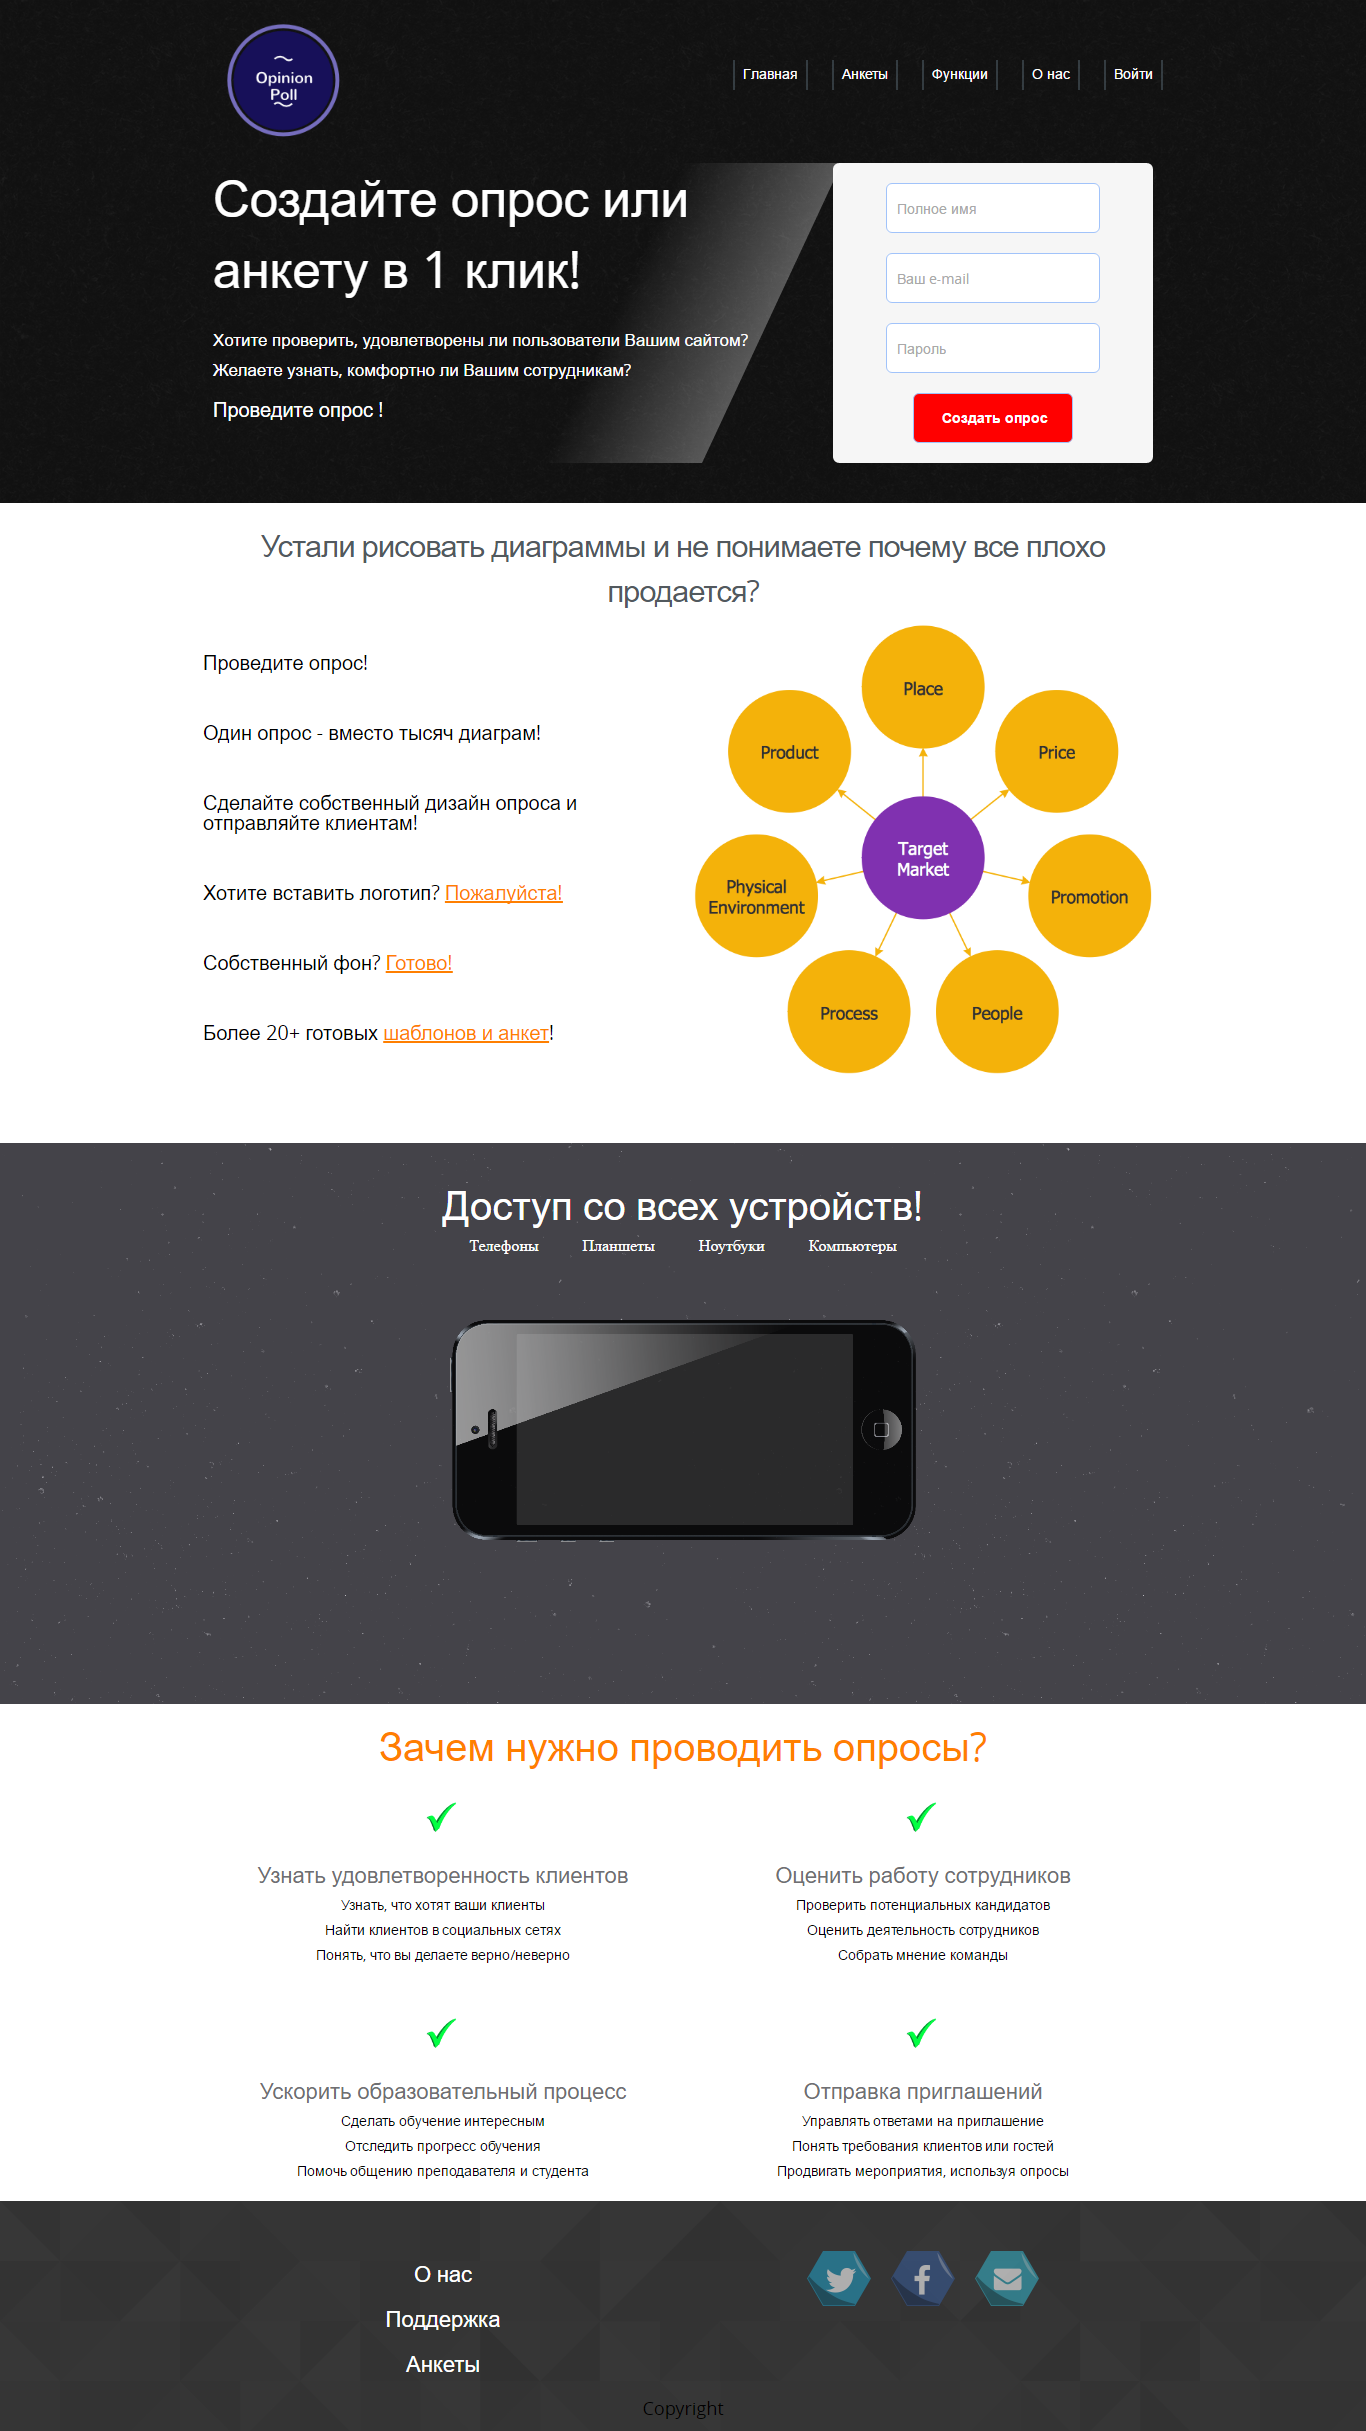 Opinion
Poll
Главная
Анкеты
Функции
О нас
Войти
Создайте опрос или
анкету в 1 клик!
Хотите проверить, удовлетворены ли пользователи Вашим сайтом?
Желаете узнать, комфортно ли Вашим сотрудникам?
Проведите опрос !
Полное имя
Ваш e-mail
Пароль
Создать опрос
Устали рисовать диаграммы и не понимаете почему все плохо
продается?
Проведите опрос!
Один опрос - вместо тысяч диаграм!
Сделайте собственный дизайн опроса и
отправляйте клиентам!
Хотите вставить логотип? Пожалуйста!
Собственный фон? Готово!
Более 20+ готовых шаблонов и анкет!
Place
Product
Price
Target
Market
Physical
Environment
Promotion
Process
People
Доступ со всех устройств!
Телефоны
Планшеты
Ноутбуки
Компьютеры
Зачем нужно проводить опросы?
Узнать удовлетворенность клиентов
Узнать, что хотят ваши клиенты
Найти клиентов в социальных сетях
Понять, что вы делаете верно/неверно
Оценить работу сотрудников
Проверить потенциальных кандидатов
Оценить деятельность сотрудников
Собрать мнение команды
Ускорить образовательный процесс
Сделать обучение интересным
Отследить прогресс обучения
Помочь общению преподавателя и студента
Отправка приглашений
Управлять ответами на приглашение
Понять требования клиентов или гостей
Продвигать мероприятия, используя опросы
О нас
Поддержка
Анкеты
Copyright